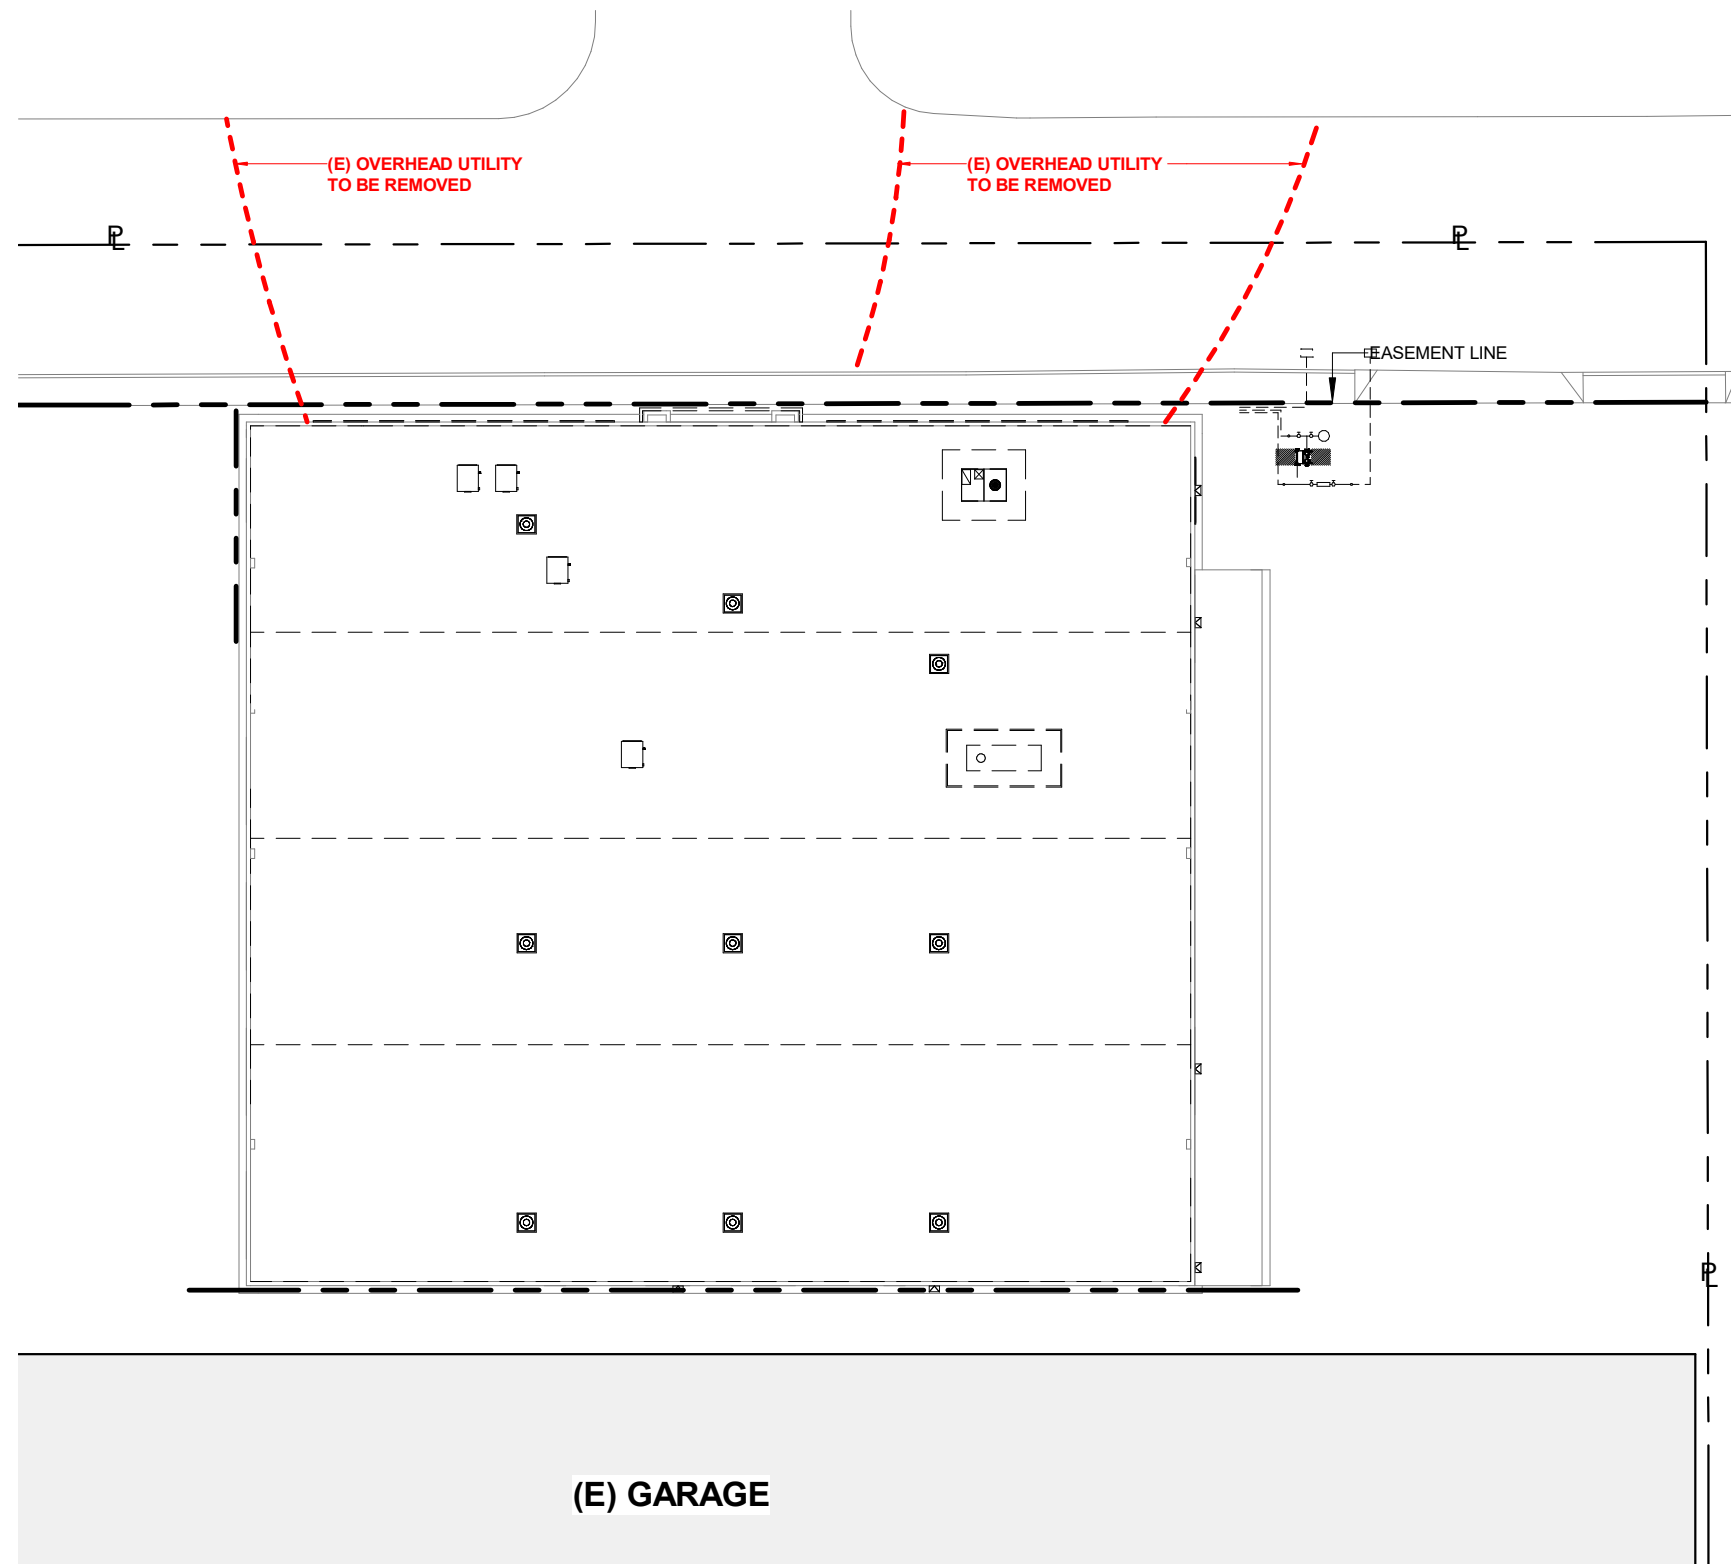 (E) OVERHEAD UTILITY
TO BE REMOVED
(E) OVERHEAD UTILITY
TO BE REMOVED
PL
PL
EASEMENT LINE
PL
(E) GARAGE